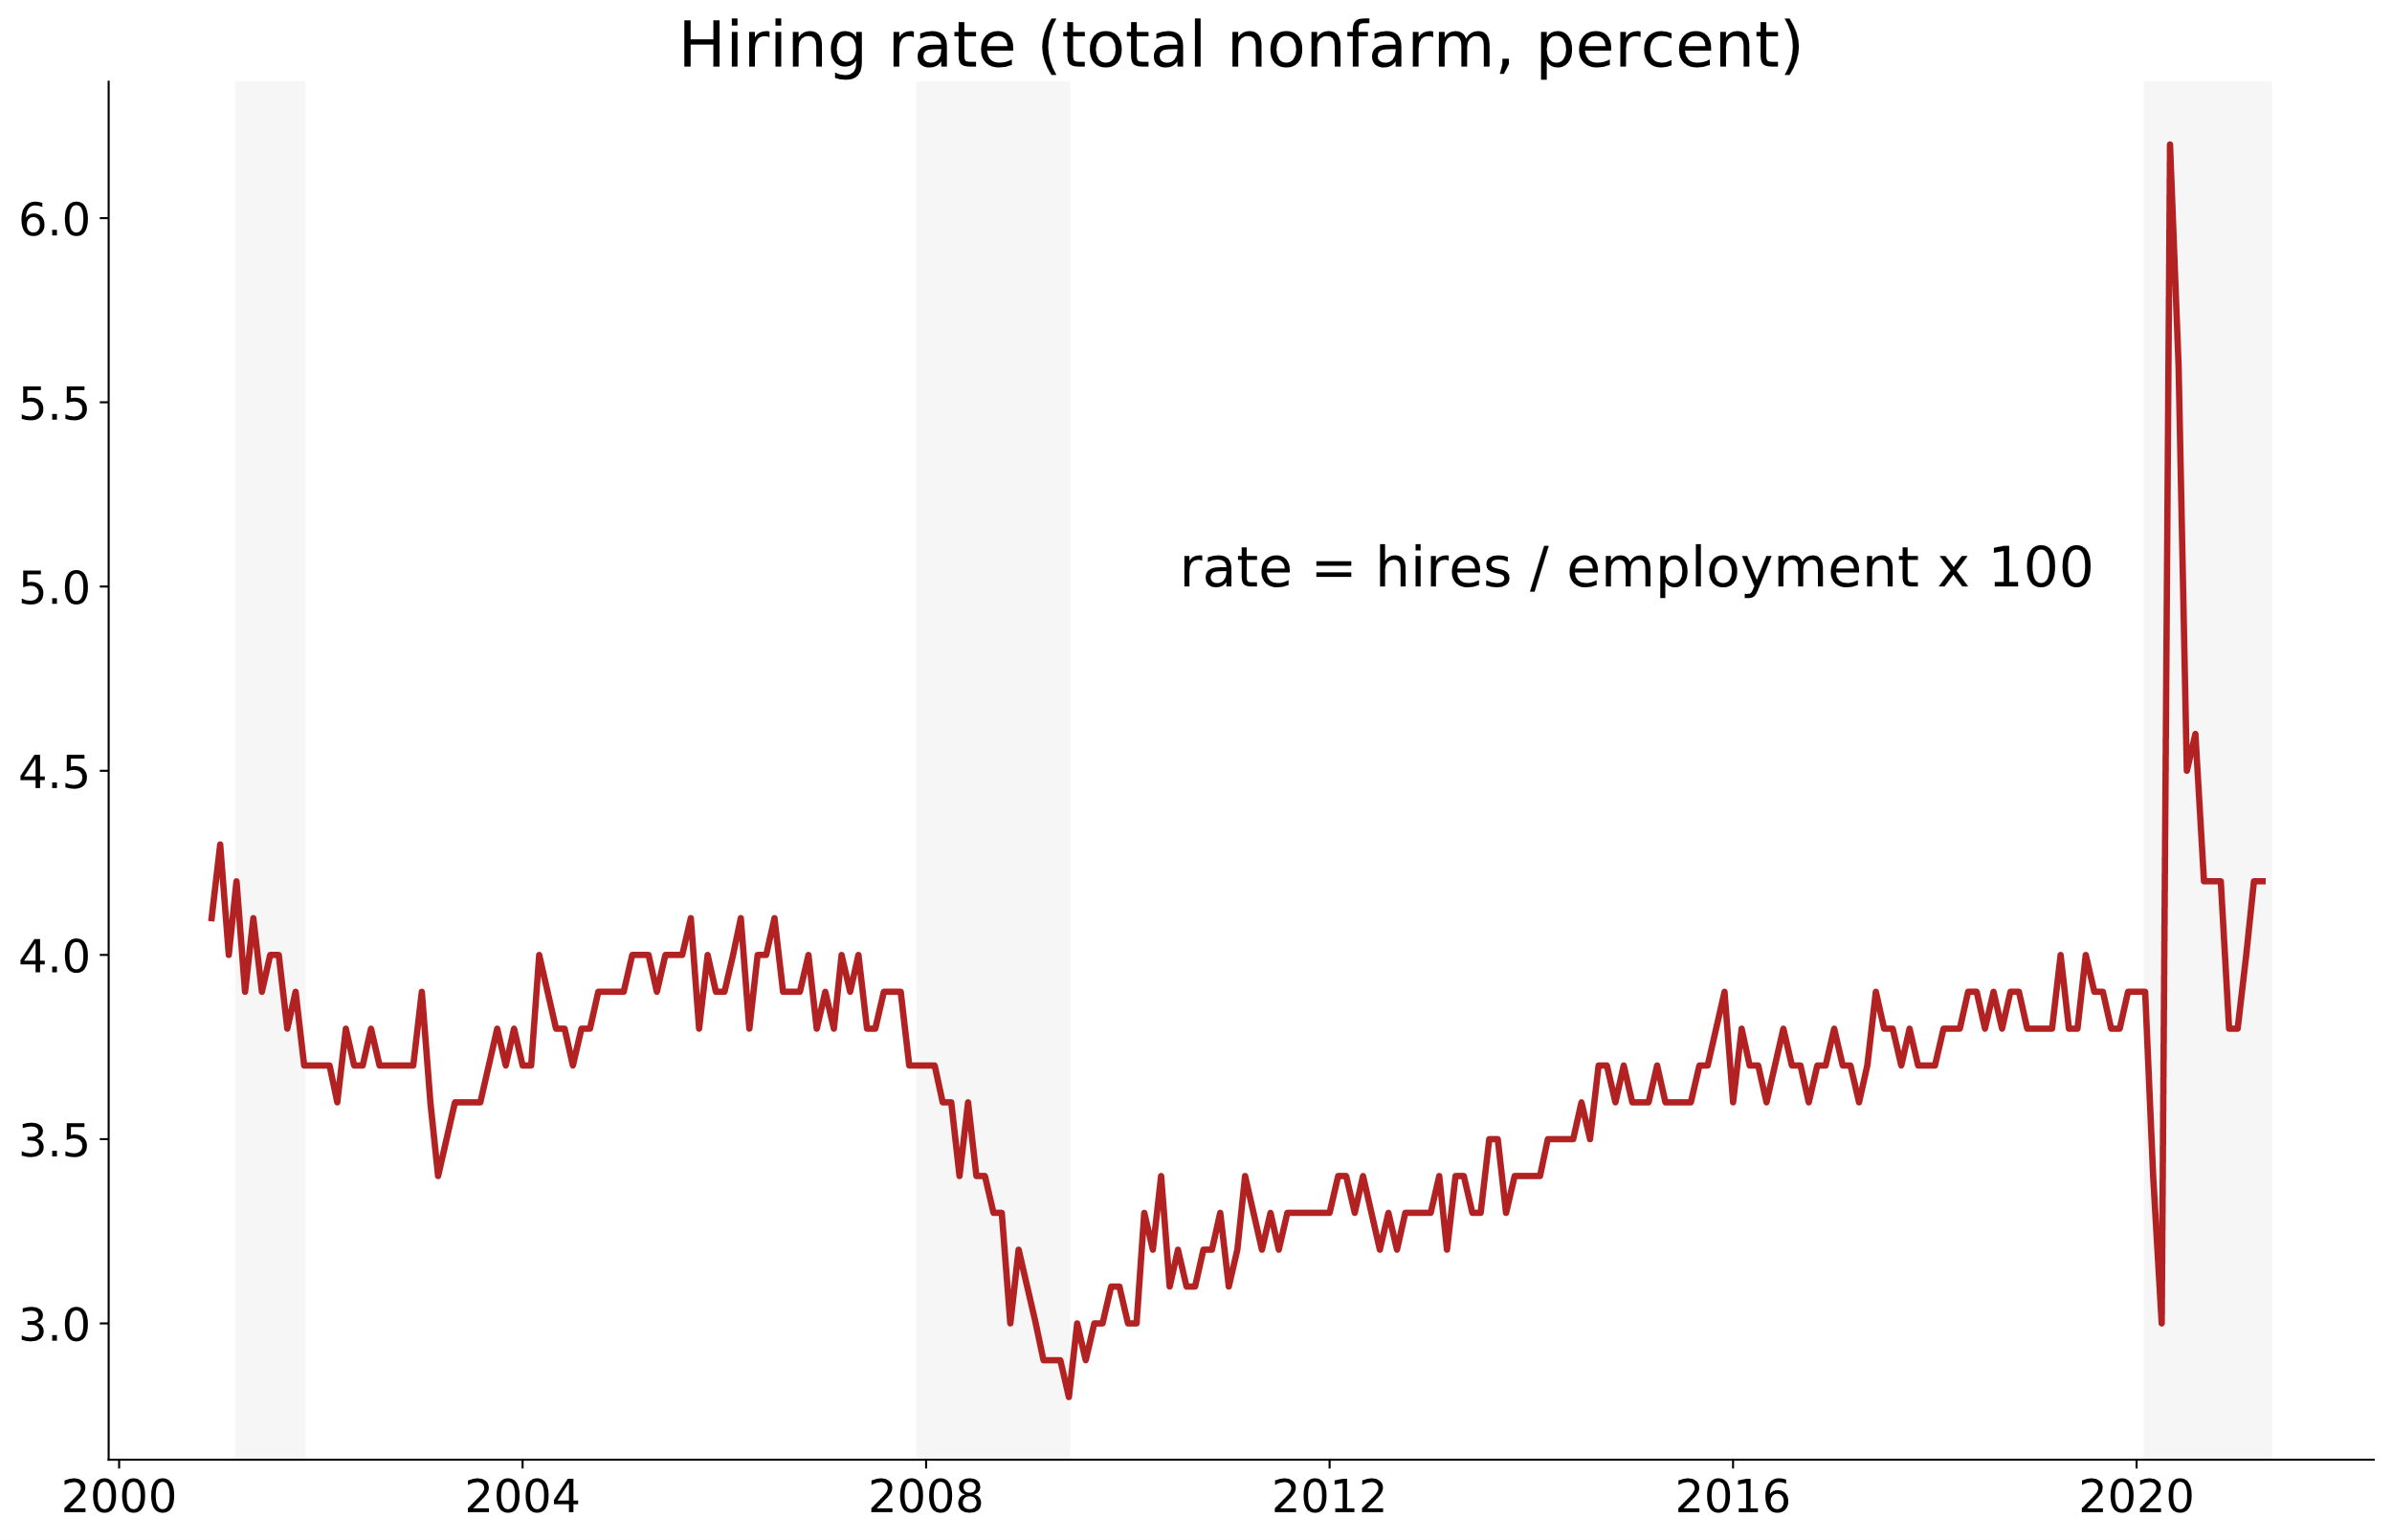 Hiring rate (total nonfarm, percent)
6.0
5.5
rate = hires / employment x 100
5.0
4.5
4.0
3.5
3.0
2000 2004 2008 2012 2016 2020